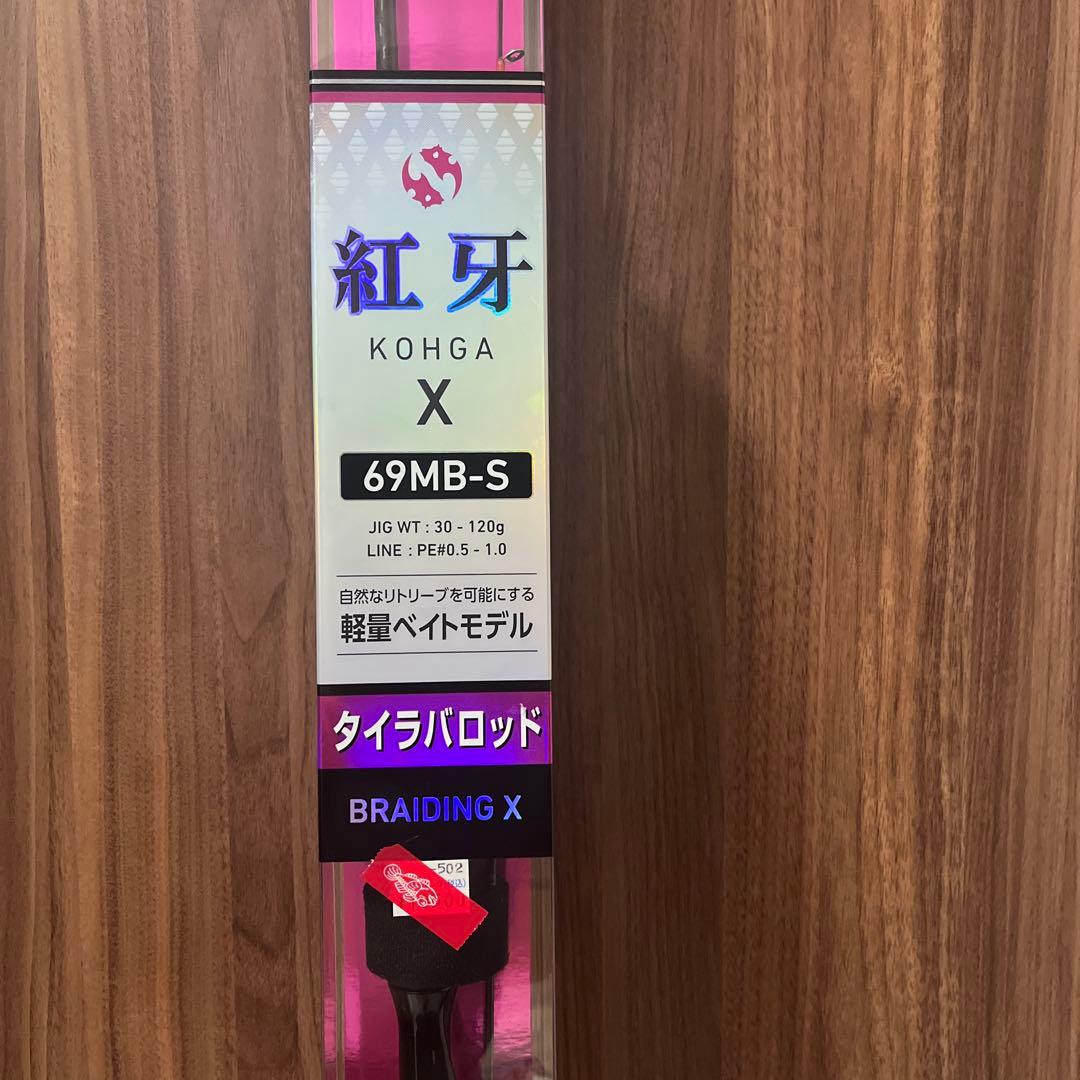 紅牙
KOHGA
X
69MB-S
JIG WT : 30 - 120g
LINE : PE#0.5 - 1.0
自然なリトリーブを可能にする
軽量ベイトモデル
タイラバロッド
BRAIDING X
-502